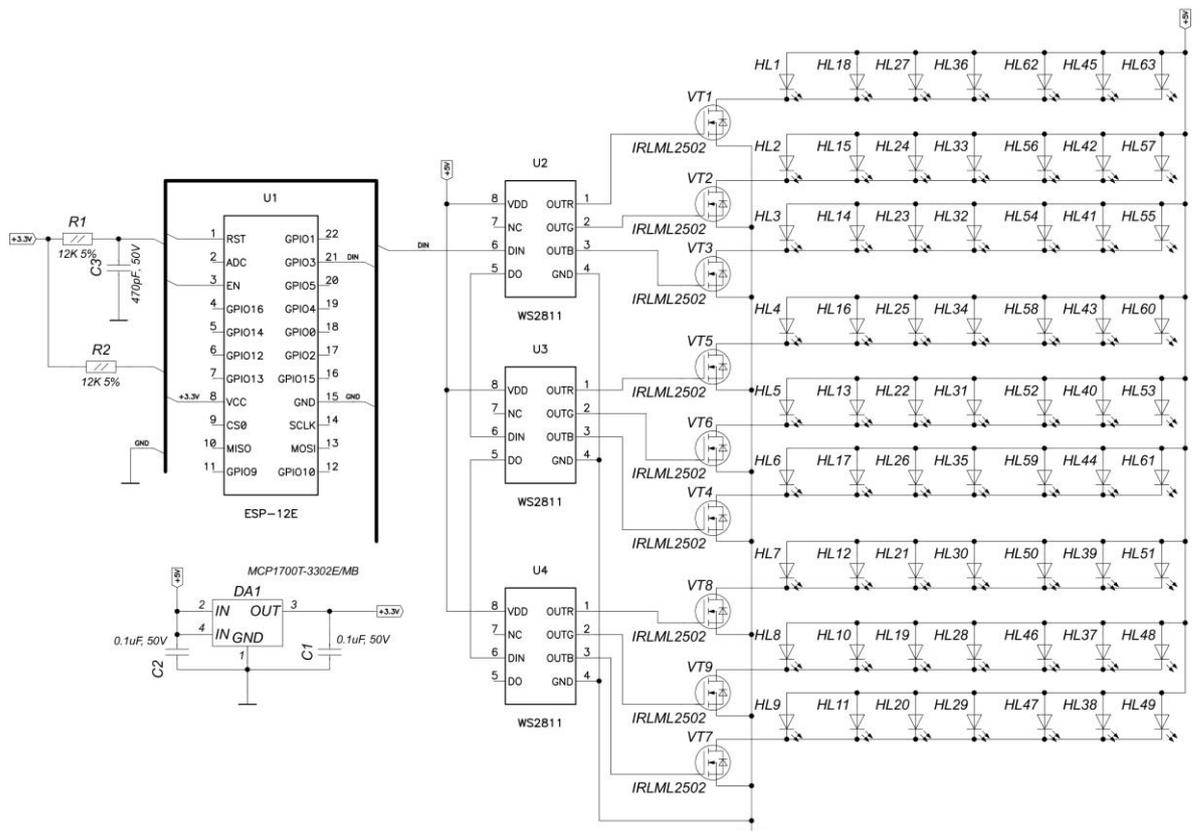 +5V
HL1 HL18 HL27 HL36 HL62 HL45 HL63
VT1
IRLML2502
HL2 HL15 HL24 HL33 HL56 HL42 HL57
VT2
IRLML2502
HL3 HL14 HL23 HL32 HL54 HL41 HL55
VT3
IRLML2502
HL4 HL16 HL25 HL34 HL58 HL43 HL60
VT5
IRLML2502
HL5 HL13 HL22 HL31 HL52 HL40 HL53
VT6
IRLML2502
HL6 HL17 HL26 HL35 HL59 HL44 HL61
VT4
IRLML2502
HL7 HL12 HL21 HL30 HL50 HL39 HL51
VT8
IRLML2502
HL8 HL10 HL19 HL28 HL46 HL37 HL48
VT9
IRLML2502
HL9 HL11 HL20 HL29 HL47 HL38 HL49
VT7
IRLML2502
+5V
U2
8 VDD OUTR 1
7 NC OUTG 2
6 DIN OUTB 3
5 DO GND 4
WS2811
U3
8 VDD OUTR 1
7 NC OUTG 2
6 DIN OUTB 3
5 DO GND 4
WS2811
U4
8 VDD OUTR 1
7 NC OUTG 2
6 DIN OUTB 3
5 DO GND 4
WS2811
DIN
U1
1 RST GPIO1 22
2 ADC GPIO3 21 DIN
3 EN GPIO5 20
4 GPIO16 GPIO4 19
5 GPIO14 GPIO0 18
6 GPIO12 GPIO2 17
7 GPIO13 GPIO15 16
+3.3V 8 VCC GND 15 GND
9 CS0 SCLK 14
10 MISO MOSI 13
11 GPIO9 GPIO10 12
ESP-12E
+3.3V
R1
12K 5%
C3
470pF, 50V
R2
12K 5%
GND
+5V
MCP1700T-3302E/MB
DA1
2 IN OUT 3
4 IN GND
1
+3.3V
0.1uF, 50V
C2
0.1uF, 50V
C1